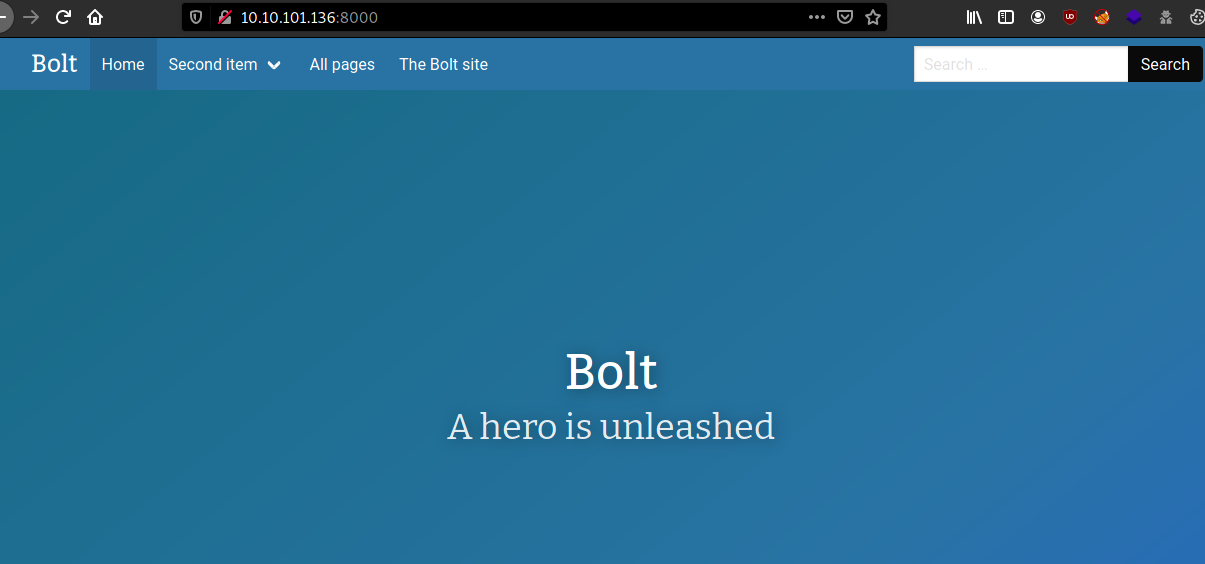 10.10.101.136:8000
Bolt Home Second item All pages The Bolt site Search ... Search
Bolt
A hero is unleashed